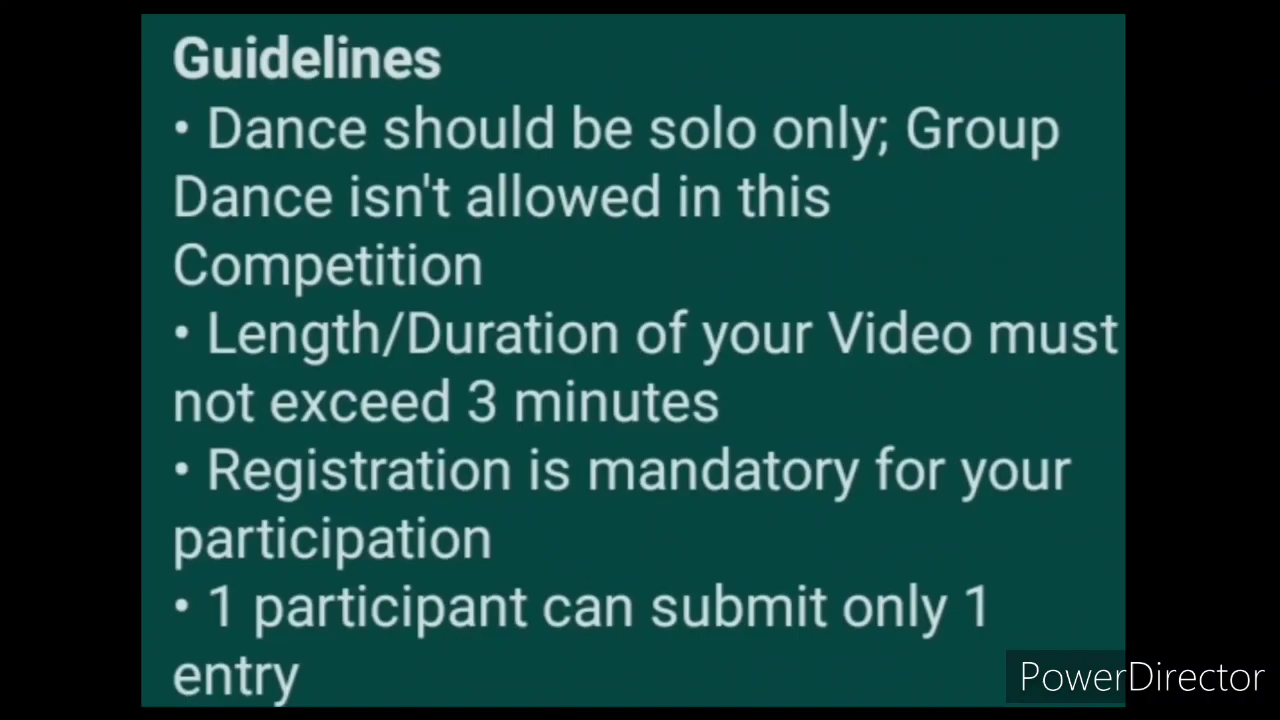 Guidelines
• Dance should be solo only; Group
Dance isn't allowed in this
Competition
• Length/Duration of your Video must
not exceed 3 minutes
• Registration is mandatory for your
participation
• 1 participant can submit only 1
entry
PowerDirector